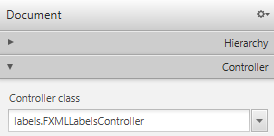 Document
Hierarchy
Controller
Controller class
labels.FXMLLabelsController